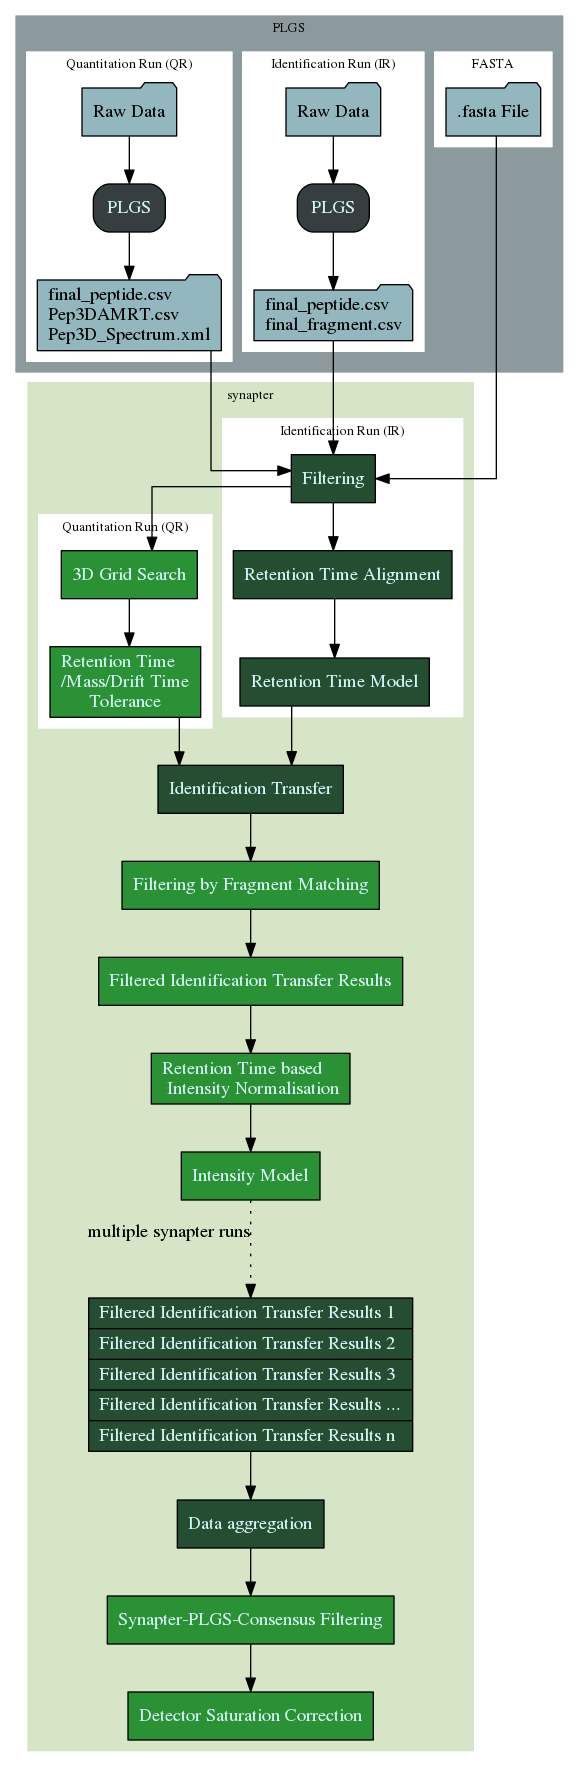 PLGS
Quantitation Run (QR)
Identification Run (IR)
FASTA
Raw Data
Raw Data
.fasta File
PLGS
PLGS
final_peptide.csv
Pep3DAMRT.csv
Pep3D_Spectrum.xml
final_peptide.csv
final_fragment.csv
synapter
Identification Run (IR)
Filtering
Quantitation Run (QR)
3D Grid Search
Retention Time Alignment
Retention Time
/Mass/Drift Time
Tolerance
Retention Time Model
Identification Transfer
Filtering by Fragment Matching
Filtered Identification Transfer Results
Retention Time based
Intensity Normalisation
Intensity Model
multiple synapter runs
Filtered Identification Transfer Results 1
Filtered Identification Transfer Results 2
Filtered Identification Transfer Results 3
Filtered Identification Transfer Results ...
Filtered Identification Transfer Results n
Data aggregation
Synapter-PLGS-Consensus Filtering
Detector Saturation Correction